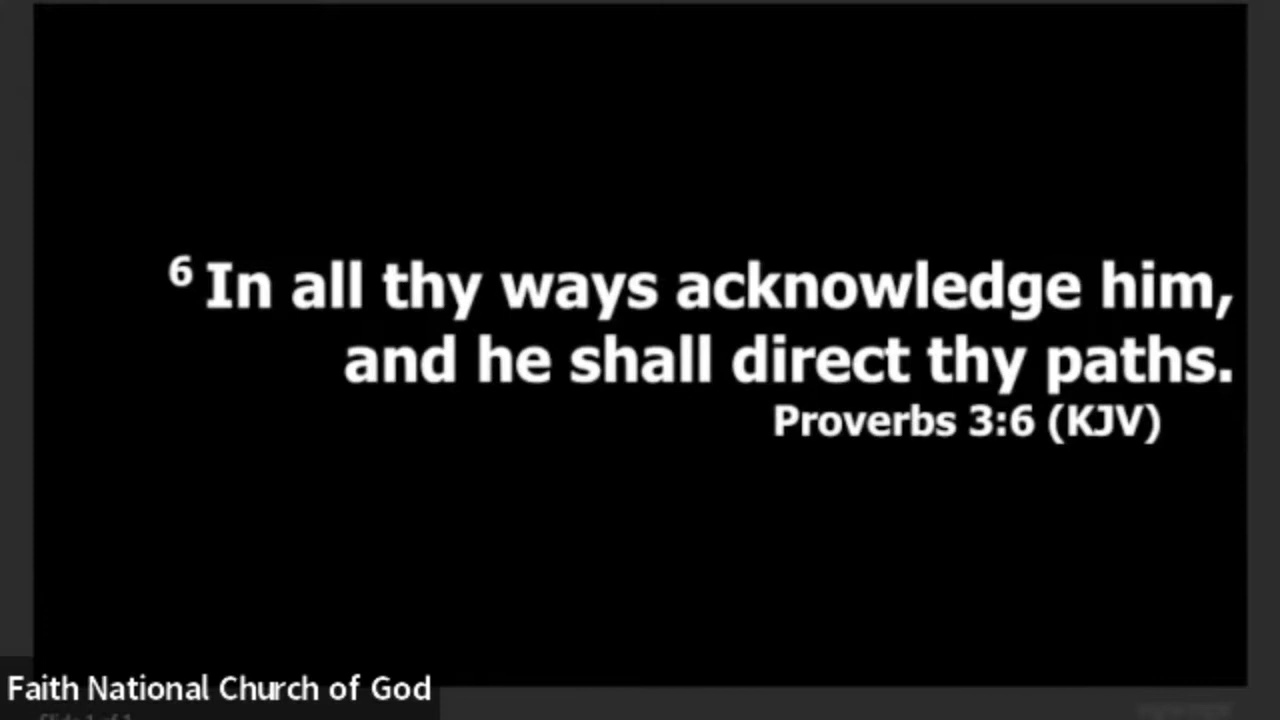 6 In all thy ways acknowledge him,
and he shall direct thy paths.
Proverbs 3:6 (KJV)
Faith National Church of God